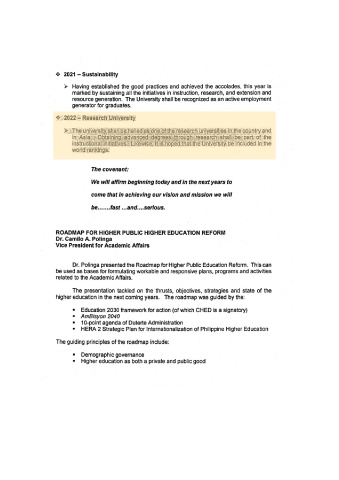 ❖ 2021 – Sustainability
➢ Having established the good practices and achieved the accolades, this year is
marked by sustaining all the initiatives in instruction, research, and extension and
resource generation. The University shall be recognized as an active employment
generator for graduates.
❖ 2022 – Research University
➢ The university shall be hailed as one of the research universities in the country and
in Asia. Obtaining advanced degrees through research shall be part of the
instructional initiatives. Likewise, it is hoped that the University be included in the
world rankings.
The covenant:
We will affirm beginning today and in the next years to
come that in achieving our vision and mission we will
be.......fast ...and....serious.
ROADMAP FOR HIGHER PUBLIC HIGHER EDUCATION REFORM
Dr. Camilo A. Polinga
Vice President for Academic Affairs
Dr. Polinga presented the Roadmap for Higher Public Education Reform. This can
be used as bases for formulating workable and responsive plans, programs and activities
related to the Academic Affairs.
The presentation tackled on the thrusts, objectives, strategies and state of the
higher education in the next coming years. The roadmap was guided by the:
• Education 2030 framework for action (of which CHED is a signatory)
• AmBisyon 2040
• 10-point agenda of Duterte Administration
• HERA 2 Strategic Plan for Internationalization of Philippine Higher Education
The guiding principles of the roadmap include:
• Demographic governance
• Higher education as both a private and public good